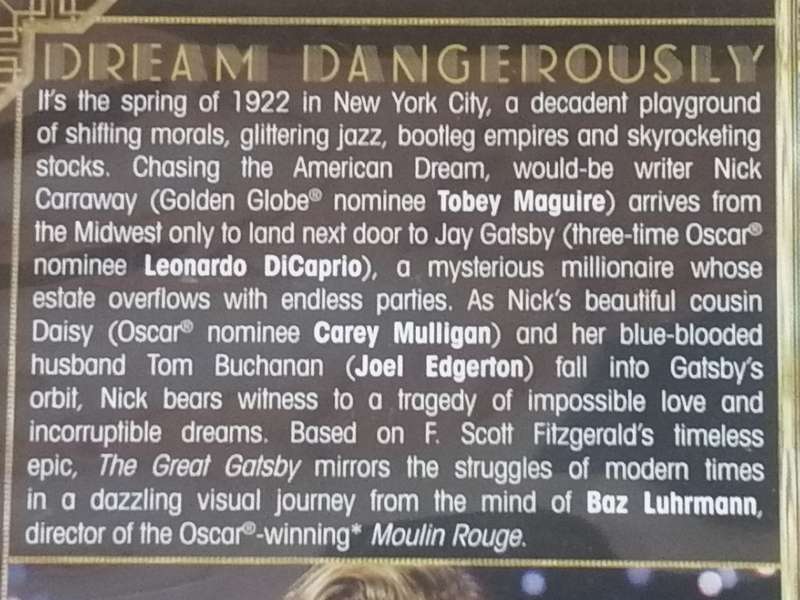 DREAM DANGEROUSLY
It's the spring of 1922 in New York City, a decadent playground
of shifting morals, glittering jazz, bootleg empires and skyrocketing
stocks. Chasing the American Dream, would-be writer Nick
Carraway (Golden Globe® nominee Tobey Maguire) arrives from
the Midwest only to land next door to Jay Gatsby (three-time Oscar®
nominee Leonardo DiCaprio), a mysterious millionaire whose
estate overflows with endless parties. As Nick's beautiful cousin
Daisy (Oscar® nominee Carey Mulligan) and her blue-blooded
husband Tom Buchanan (Joel Edgerton) fall into Gatsby's
orbit, Nick bears witness to a tragedy of impossible love and
incorruptible dreams. Based on F. Scott Fitzgerald's timeless
epic, The Great Gatsby mirrors the struggles of modern times
in a dazzling visual journey from the mind of Baz Luhrmann,
director of the Oscar®-winning* Moulin Rouge.